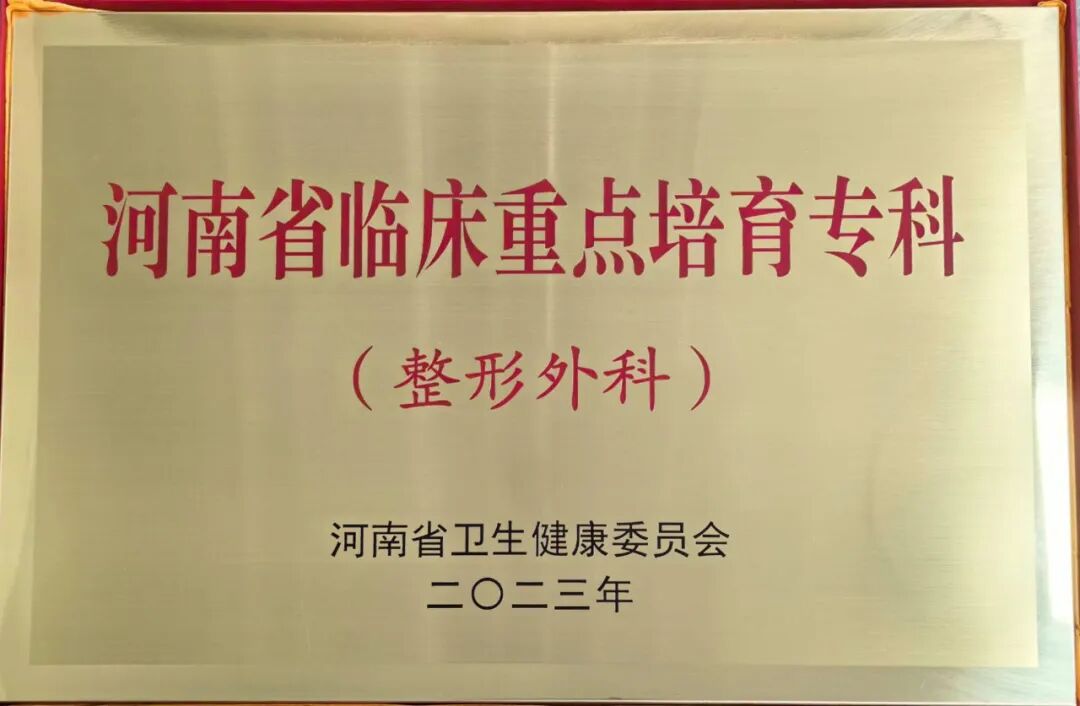 河南省临床重点培育专科
（整形外科）
河南省卫生健康委员会
二〇二三年